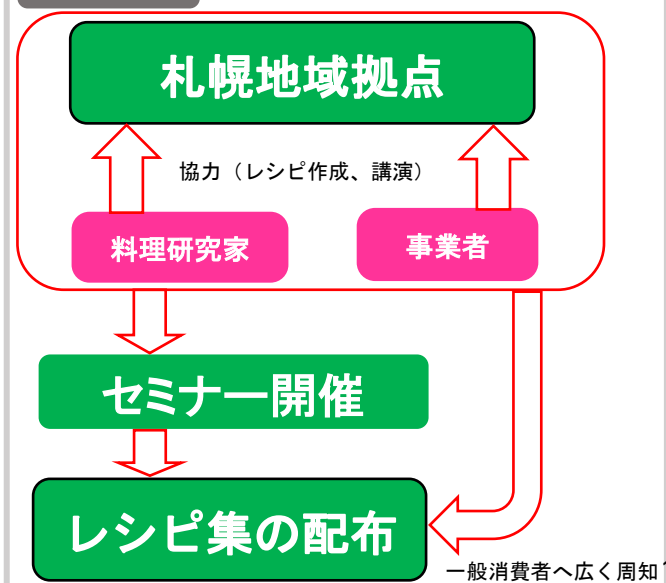 札幌地域拠点
協力（レシピ作成、講演）
料理研究家
事業者
セミナー開催
レシピ集の配布
一般消費者へ広く周知